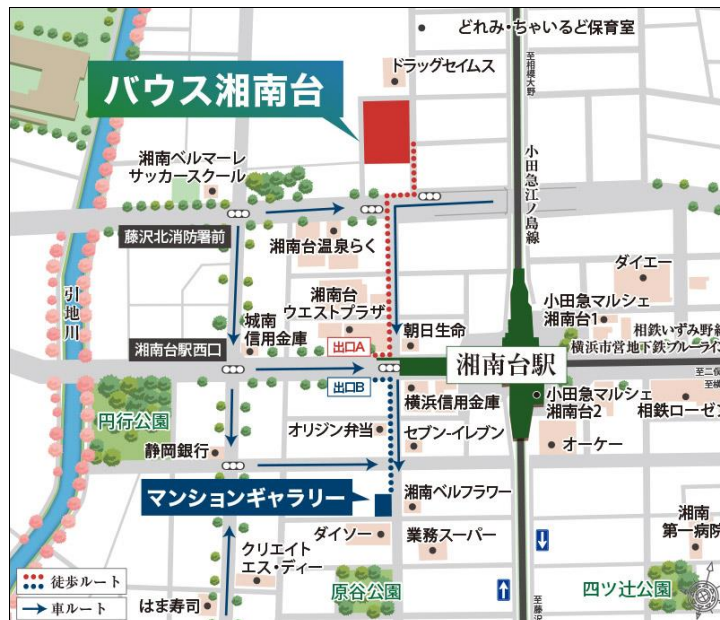 どれみ・ちゃいるど保育室
ドラッグセイムス
至相模大野
バウス湘南台
小田急江ノ島線
湘南ベルマーレ
サッカースクール
藤沢北消防署前
湘南台温泉らく
引地川
湘南台
ウエストプラザ
ダイエー
小田急マルシェ
湘南台1
城南
信用金庫
朝日生命
相鉄いずみ野線
横浜市営地下鉄ブルーライン
湘南台駅西口
出口A
湘南台駅
至二俣
出口B
横浜信用金庫
小田急マルシェ
湘南台2
相鉄ローゼン
円行公園
オリジン弁当
セブン-イレブン
オーケー
静岡銀行
マンションギャラリー
湘南ベルフラワー
ダイソー
業務スーパー
湘南
第一病院
クリエイト
エス・ディー
徒歩ルート
車ルート
はま寿司
原谷公園
四ツ辻公園
至藤沢